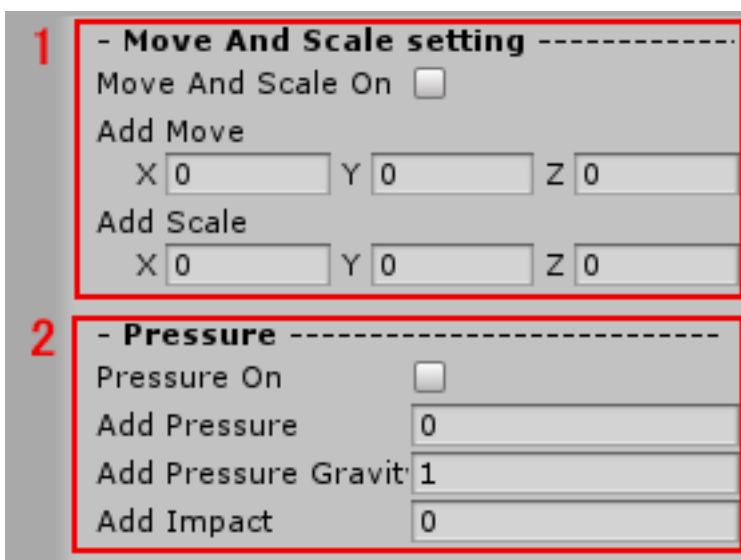 1
- Move And Scale setting ------------
Move And Scale On
Add Move
X 0 Y 0 Z 0
Add Scale
X 0 Y 0 Z 0
2
- Pressure --------------------------
Pressure On
Add Pressure 0
Add Pressure Gravit 1
Add Impact 0